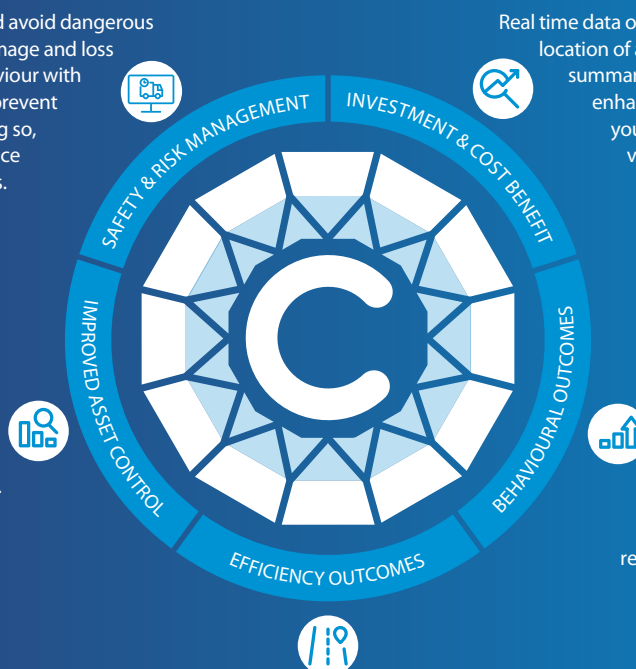 d avoid dangerous
mage and loss
viour with
prevent
g so,
ce
s.
Real time data o
location of a
summar
enha
you
v
SAFETY & RISK MANAGEMENT
INVESTMENT & COST BENEFIT
IMPROVED ASSET CONTROL
C
BEHAVIOURAL OUTCOMES
EFFICIENCY OUTCOMES
.
re